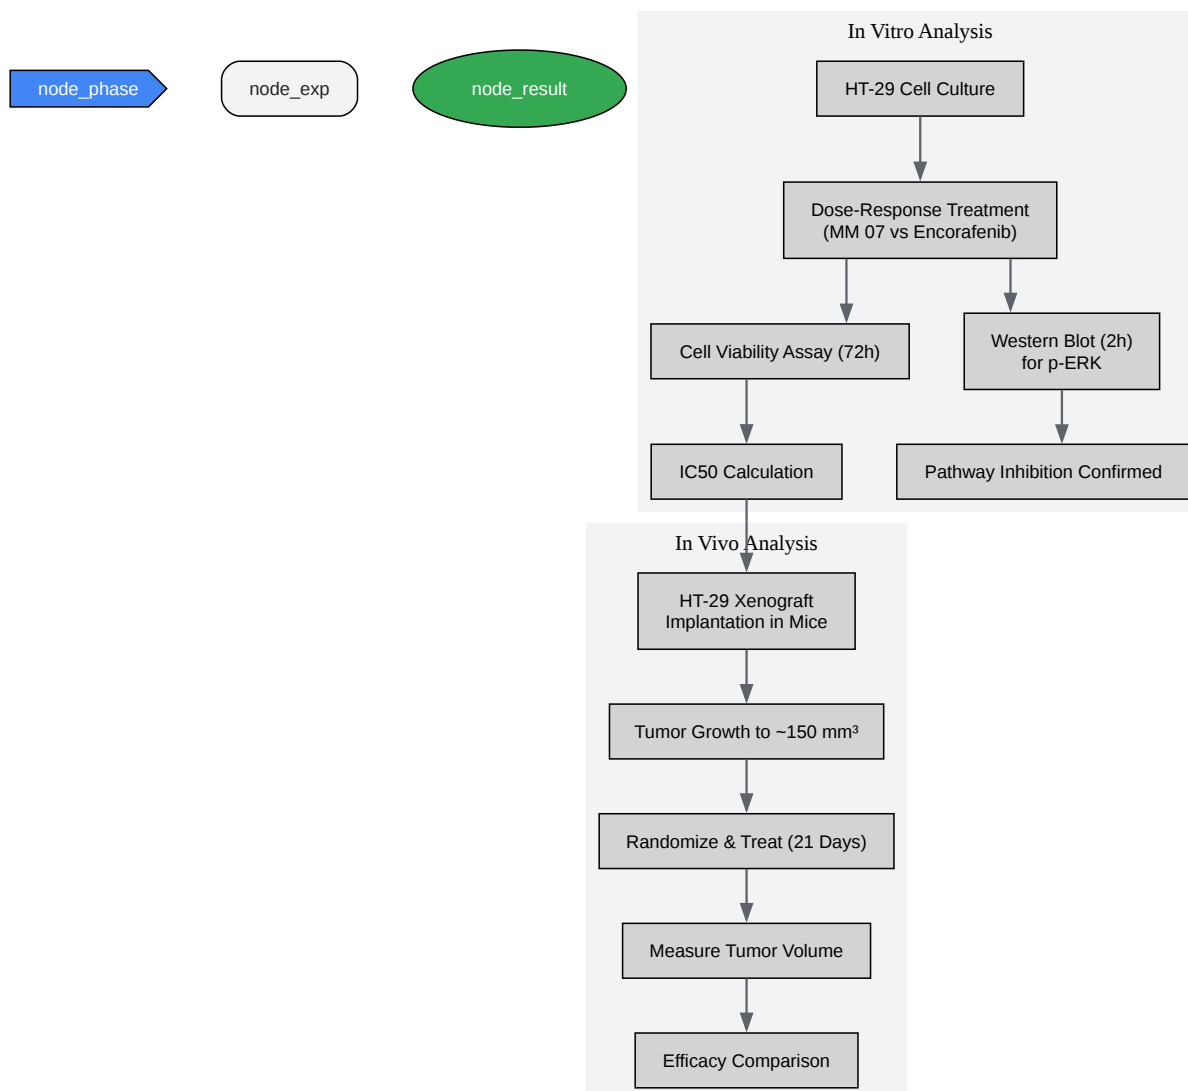 node_phase
node_exp
node_result
In Vitro Analysis
HT-29 Cell Culture
Dose-Response Treatment
(MM 07 vs Encorafenib)
Cell Viability Assay (72h)
Western Blot (2h)
for p-ERK
IC50 Calculation
Pathway Inhibition Confirmed
In Vivo Analysis
HT-29 Xenograft
Implantation in Mice
Tumor Growth to ~150 mm³
Randomize & Treat (21 Days)
Measure Tumor Volume
Efficacy Comparison